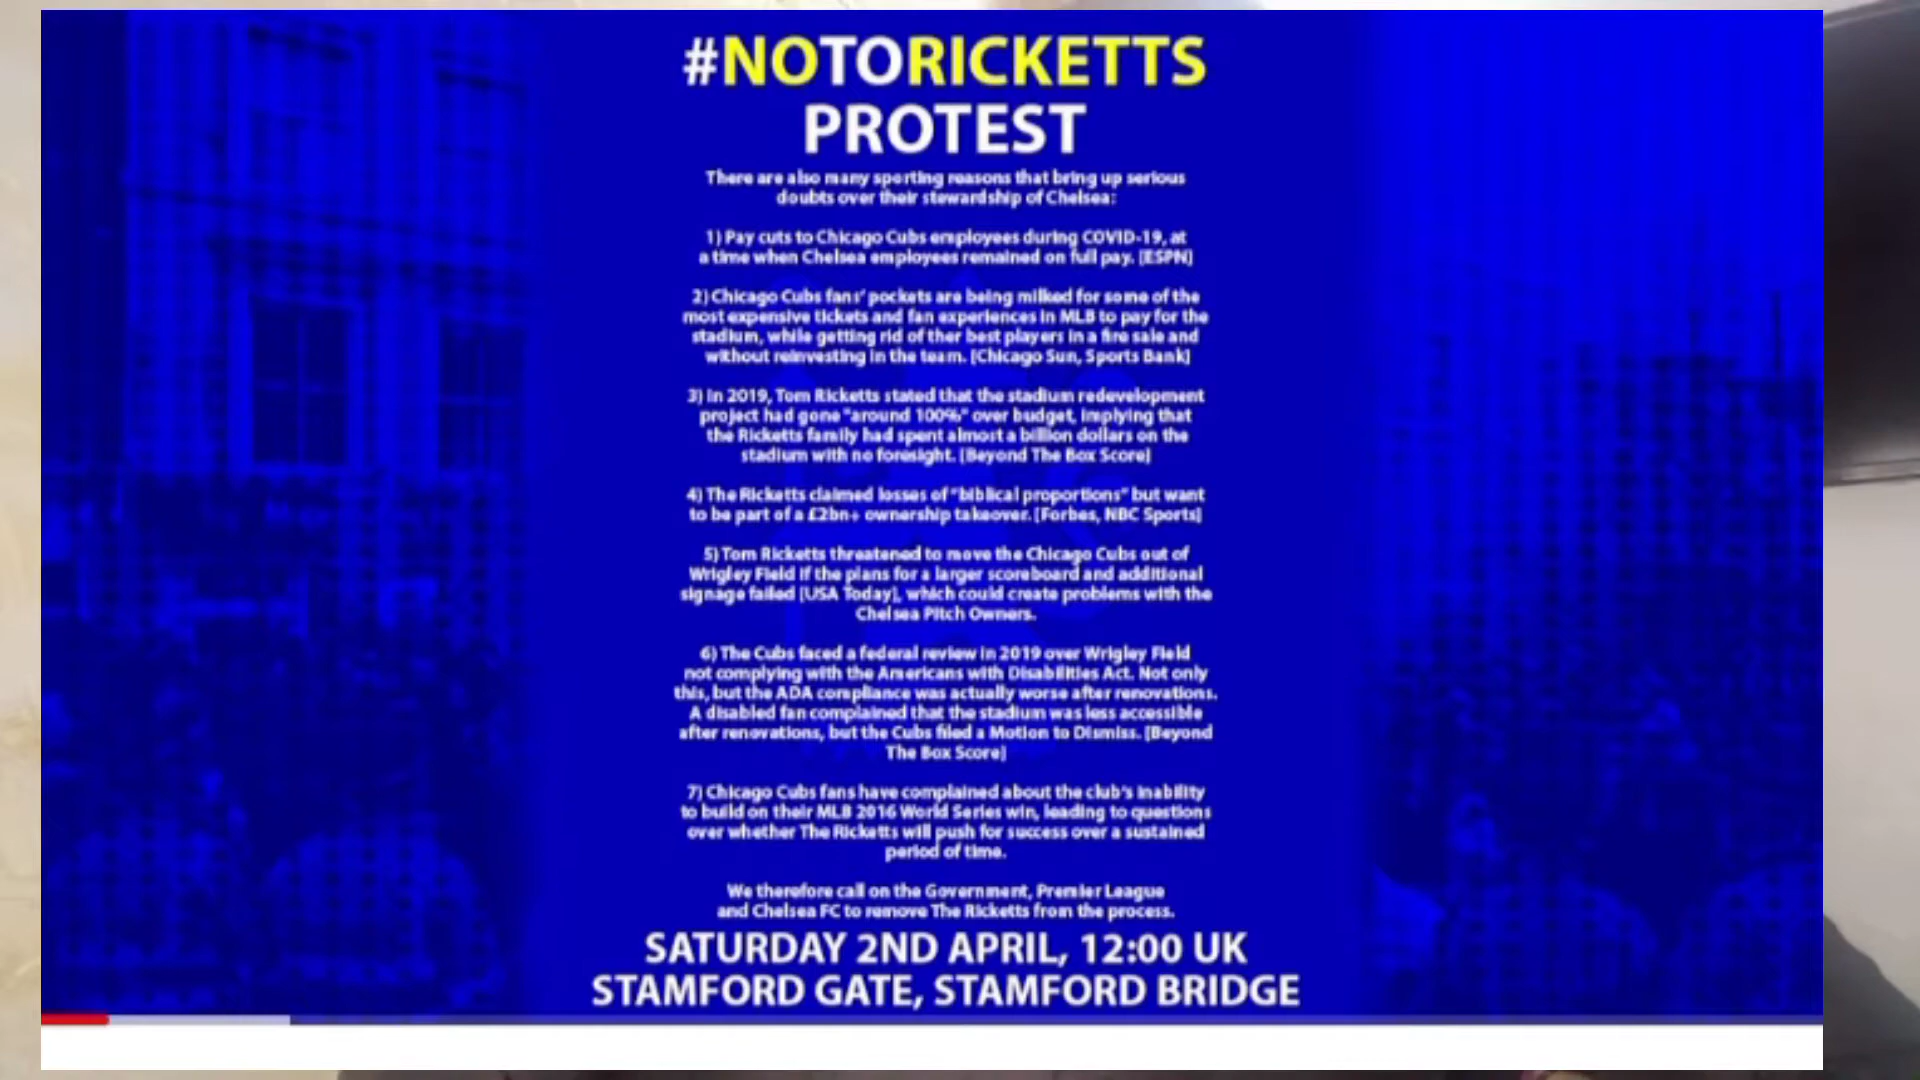 #NOTORICKETTS
PROTEST
There are also many sporting reasons that bring up serious
doubts over their stewardship of Chelsea:
1) Pay cuts to Chicago Cubs employees during COVID-19, at
a time when Chelsea employees remained on full pay. [ESPN]
2) Chicago Cubs fans' pockets are being milked for some of the
most expensive tickets and fan experiences in MLB to pay for the
stadium, while getting rid of ther best players in a fire sale and
without reinvesting in the team. [Chicago Sun, Sports Bank]
3) In 2019, Tom Ricketts stated that the stadium redevelopment
project had gone "around 100%" over budget, implying that
the Ricketts family had spent almost a billion dollars on the
stadium with no foresight. [Beyond The Box Score]
4) The Ricketts claimed losses of "biblical proportions" but want
to be part of a £2bn+ ownership takeover. [Forbes, NBC Sports]
5) Tom Ricketts threatened to move the Chicago Cubs out of
Wrigley Field if the plans for a larger scoreboard and additional
signage failed [USA Today], which could create problems with the
Chelsea Pitch Owners.
6) The Cubs faced a federal review in 2019 over Wrigley Field
not complying with the Americans with Disabilities Act. Not only
this, but the ADA compliance was actually worse after renovations.
A disabled fan complained that the stadium was less accessible
after renovations, but the Cubs filed a Motion to Dismiss. [Beyond
The Box Score]
7) Chicago Cubs fans have complained about the club's inability
to build on their MLB 2016 World Series win, leading to questions
over whether The Ricketts will push for success over a sustained
period of time.
We therefore call on the Government, Premier League
and Chelsea FC to remove The Ricketts from the process.
SATURDAY 2ND APRIL, 12:00 UK
STAMFORD GATE, STAMFORD BRIDGE